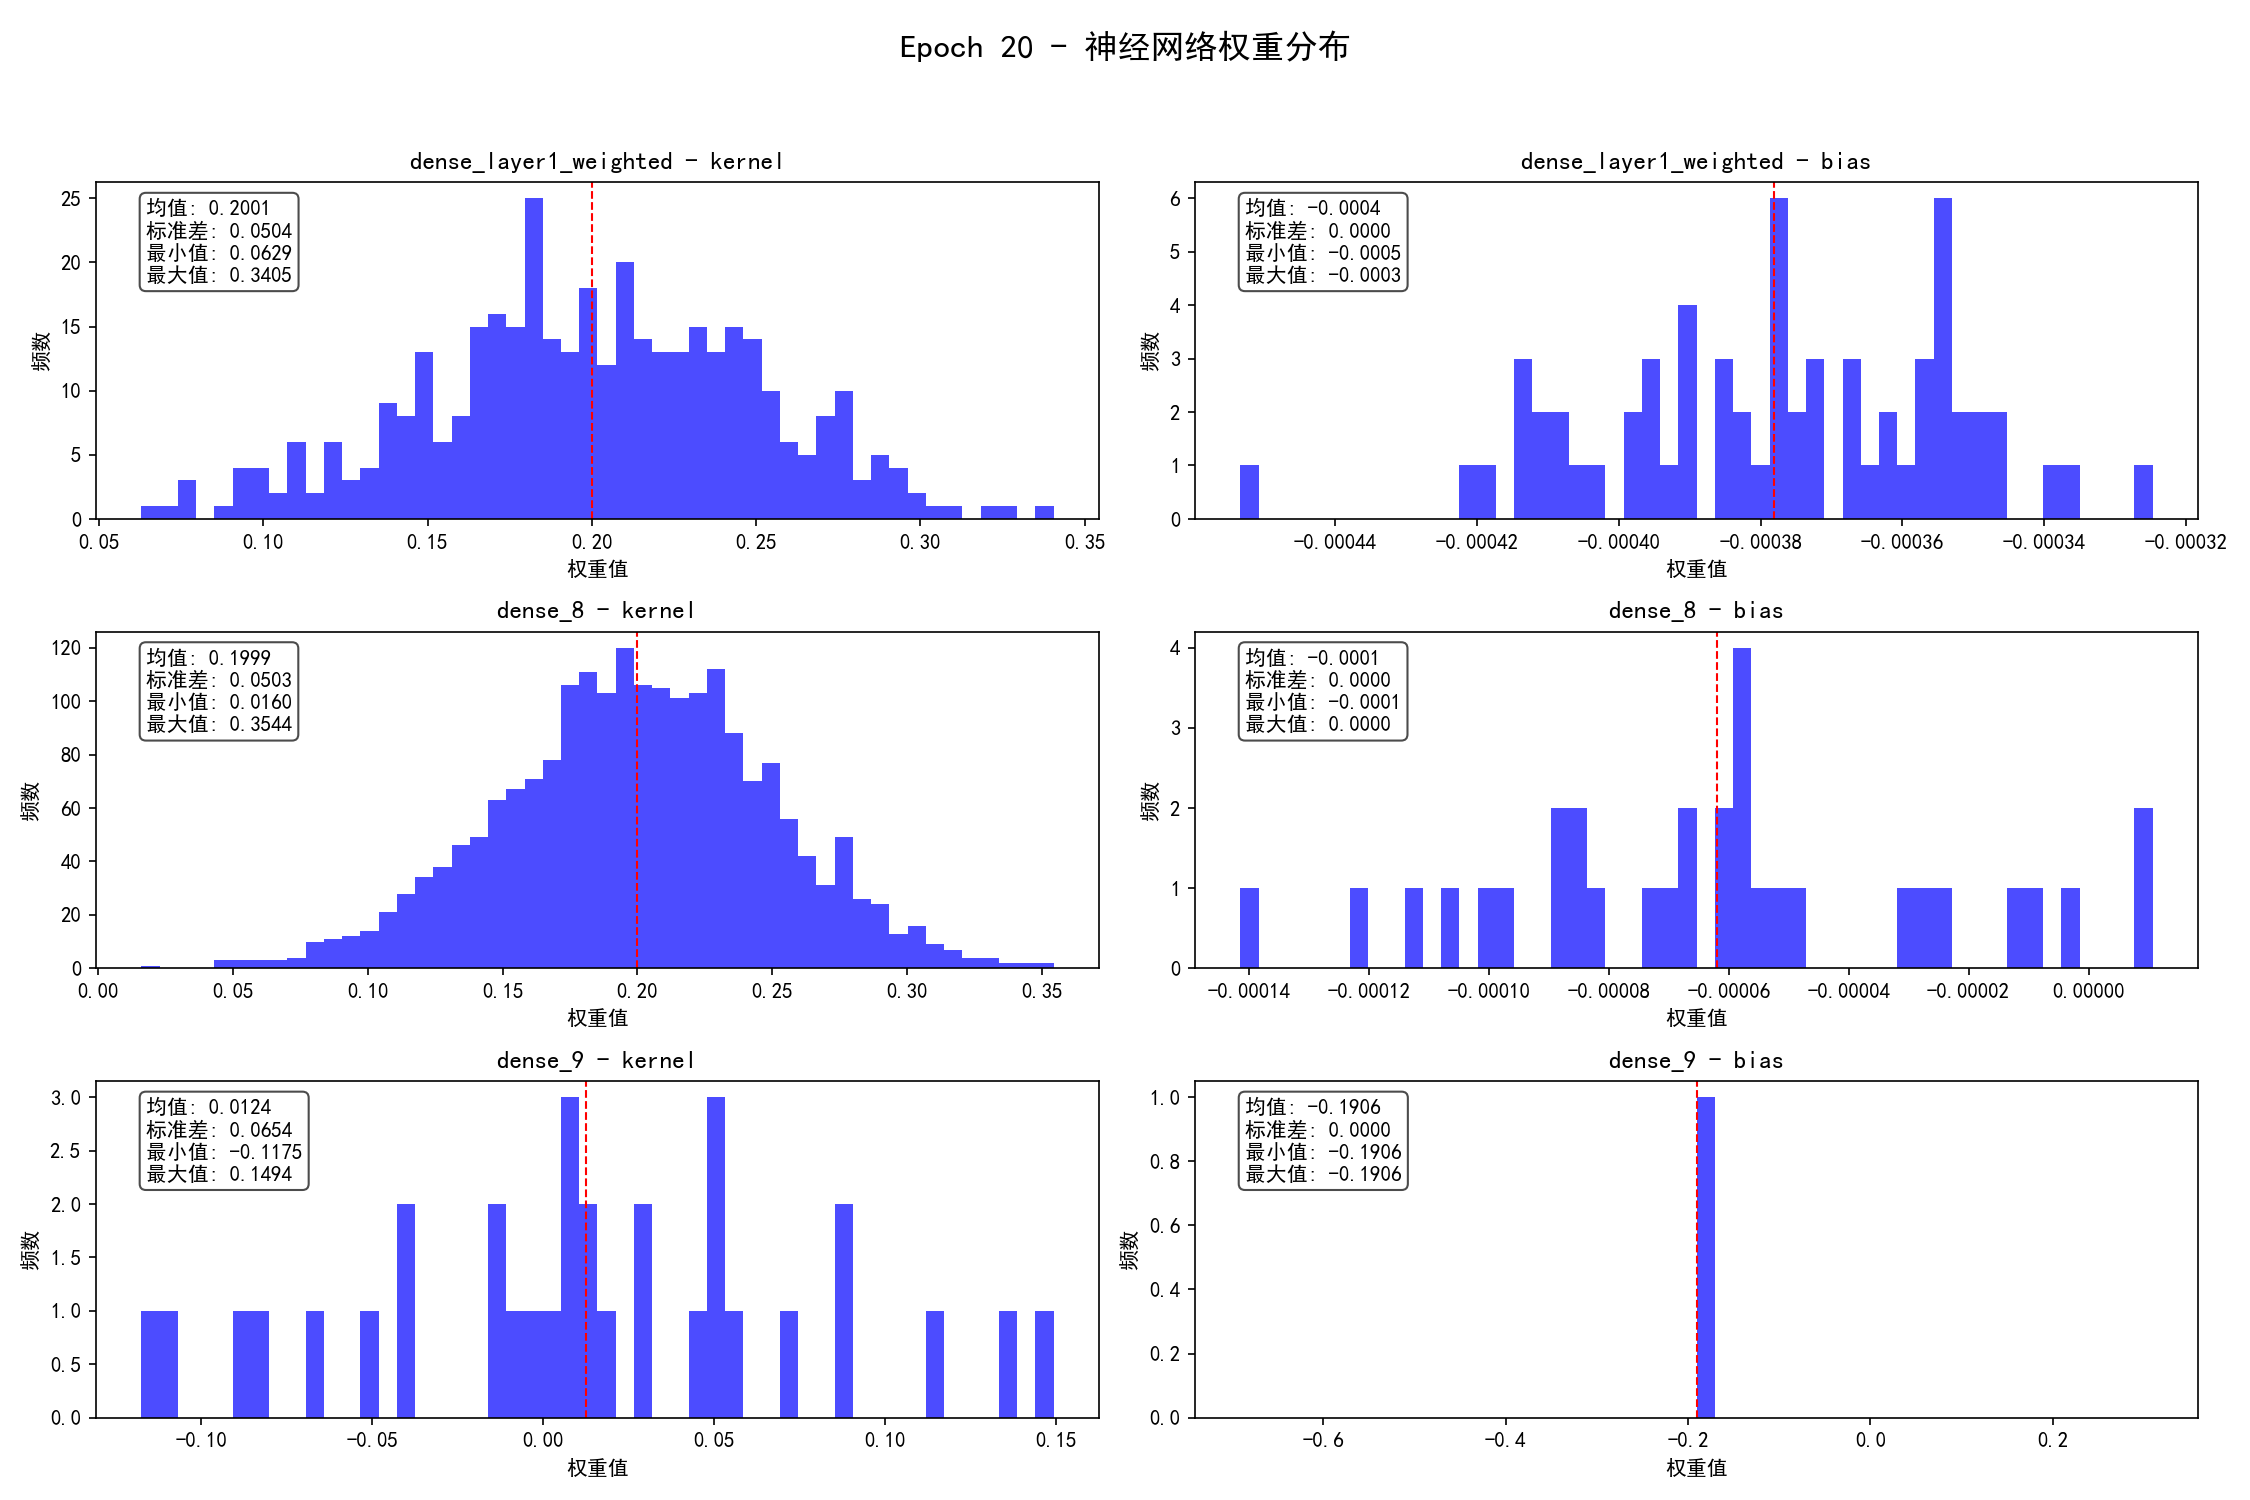 Epoch 20 - 神经网络权重分布
dense_layer1_weighted - kernel
均值: 0.2001
标准差: 0.0504
最小值: 0.0629
最大值: 0.3405
频数
25
20
15
10
5
0
0.05 0.10 0.15 0.20 0.25 0.30 0.35
权重值
dense_layer1_weighted - bias
均值: -0.0004
标准差: 0.0000
最小值: -0.0005
最大值: -0.0003
频数
6
5
4
3
2
1
0
-0.00044 -0.00042 -0.00040 -0.00038 -0.00036 -0.00034 -0.00032
权重值
dense_8 - kernel
均值: 0.1999
标准差: 0.0503
最小值: 0.0160
最大值: 0.3544
频数
120
100
80
60
40
20
0
0.00 0.05 0.10 0.15 0.20 0.25 0.30 0.35
权重值
dense_8 - bias
均值: -0.0001
标准差: 0.0000
最小值: -0.0001
最大值: 0.0000
频数
4
3
2
1
0
-0.00014 -0.00012 -0.00010 -0.00008 -0.00006 -0.00004 -0.00002 0.00000
权重值
dense_9 - kernel
均值: 0.0124
标准差: 0.0654
最小值: -0.1175
最大值: 0.1494
频数
3.0
2.5
2.0
1.5
1.0
0.5
0.0
-0.10 -0.05 0.00 0.05 0.10 0.15
权重值
dense_9 - bias
均值: -0.1906
标准差: 0.0000
最小值: -0.1906
最大值: -0.1906
频数
1.0
0.8
0.6
0.4
0.2
0.0
-0.6 -0.4 -0.2 0.0 0.2
权重值